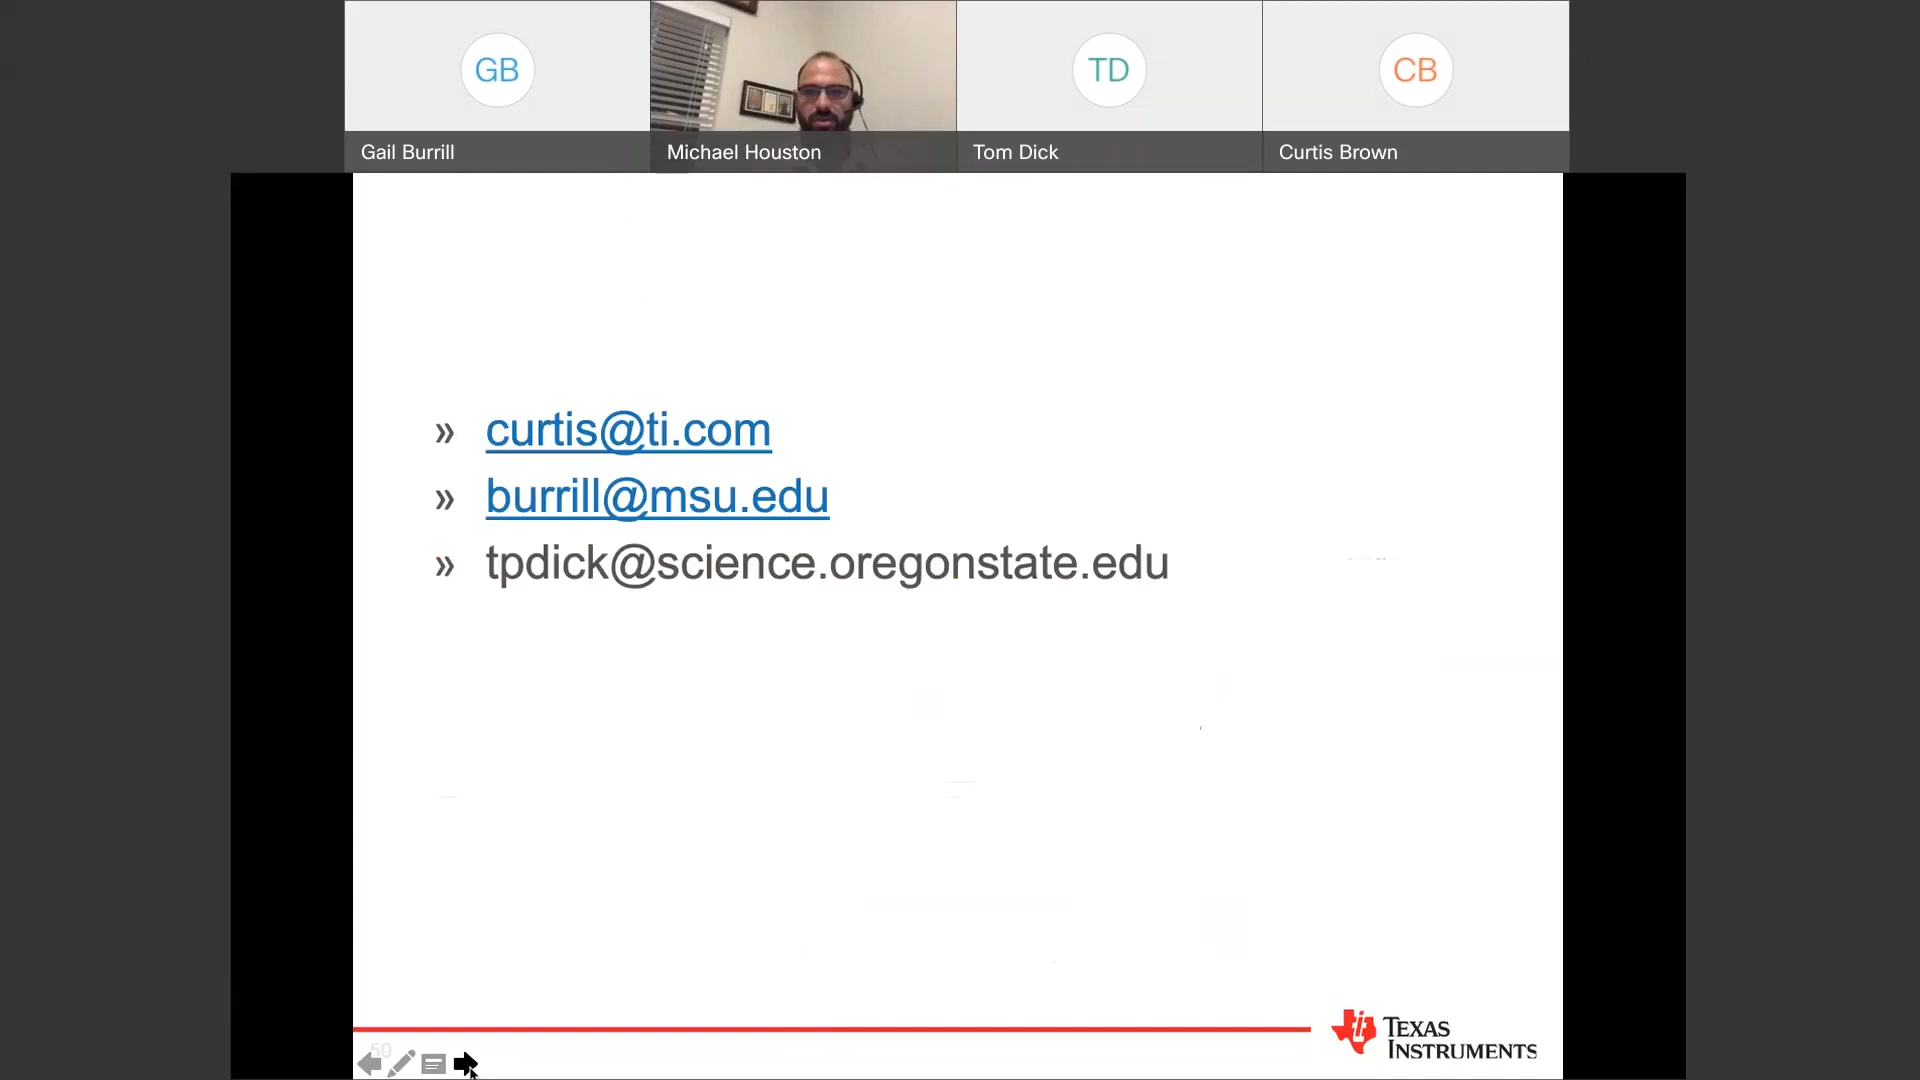 GB
TD
CB
Gail Burrill
Michael Houston
Tom Dick
Curtis Brown
» curtis@ti.com
» burrill@msu.edu
» tpdick@science.oregonstate.edu
50
TEXAS
INSTRUMENTS